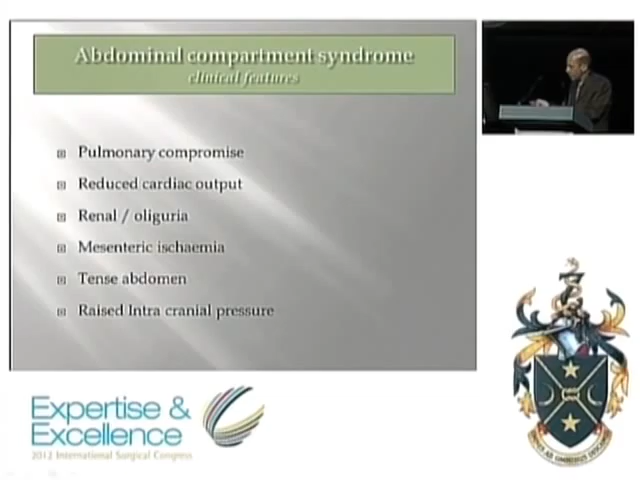 Abdominal compartment syndrome
clinical features
Pulmonary compromise
Reduced cardiac output
Renal / oliguria
Mesenteric ischaemia
Tense abdomen
Raised Intra cranial pressure
Expertise &
Excellence
2012 International Surgical Congress